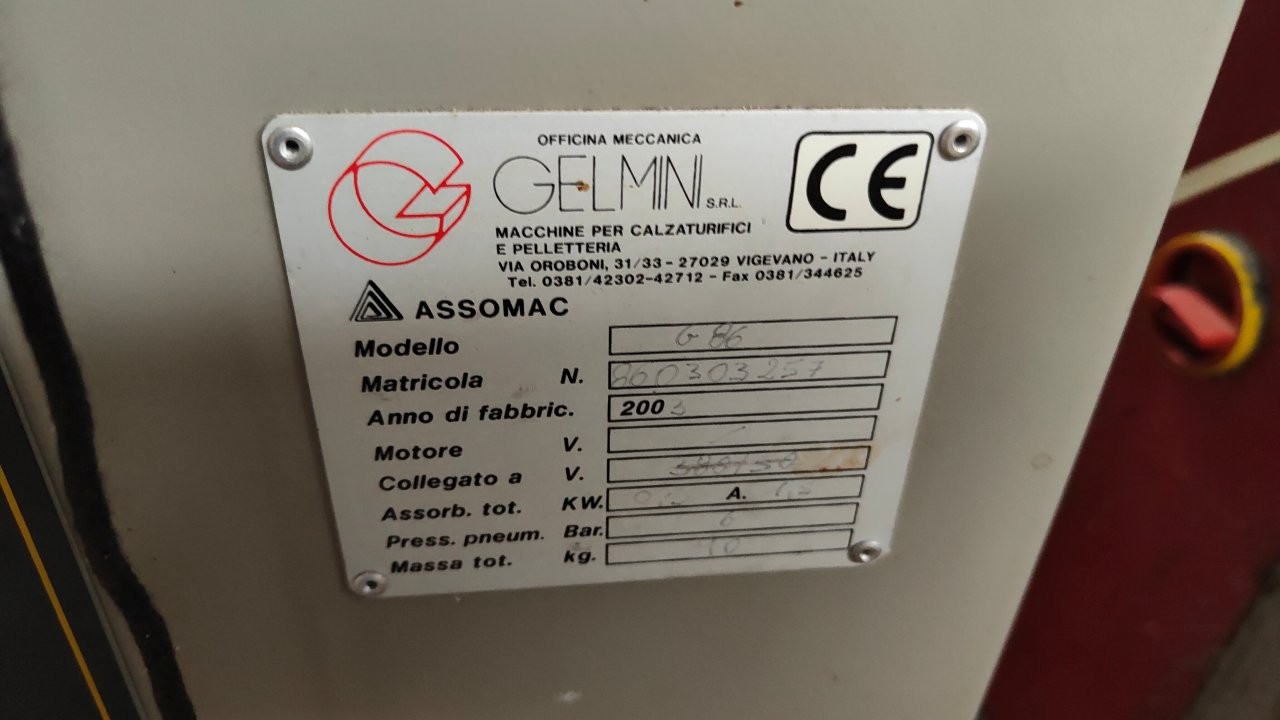 OFFICINA MECCANICA
GELMINI S.R.L.
CE
MACCHINE PER CALZATURIFICI
E PELLETTERIA
VIA OROBONI, 31/33 - 27029 VIGEVANO - ITALY
Tel. 0381/42302-42712 - Fax 0381/344625
ASSOMAC
Modello G 86
Matricola N.
Anno di fabbric. 200
Motore V.
Collegato a V.
Assorb. tot. KW. A.
Press. pneum. Bar. 6
Massa tot. kg.